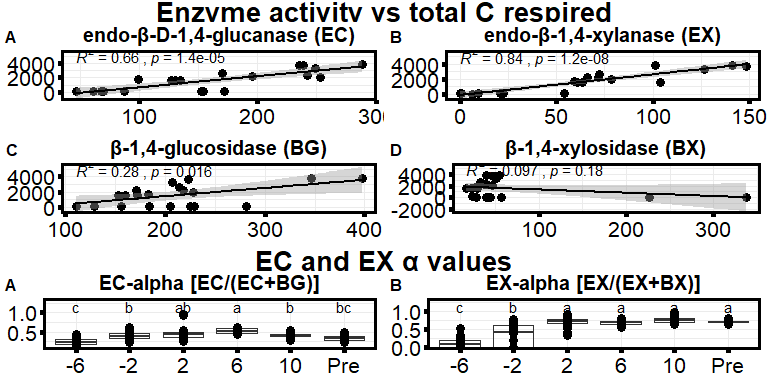 Enzyme activity vs total C respired
A endo-β-D-1,4-glucanase (EC)
R² = 0.66 , p = 1.4e-05
4000
2000
0
100 200 300
B endo-β-1,4-xylanase (EX)
R² = 0.84 , p = 1.2e-08
4000
2000
0
0 50 100 150
C β-1,4-glucosidase (BG)
R² = 0.28 , p = 0.016
4000
2000
0
100 200 300 400
D β-1,4-xylosidase (BX)
R² = 0.097 , p = 0.18
4000
2000
0
-2000
100 200 300
EC and EX α values
A EC-alpha [EC/(EC+BG)]
c b ab a b bc
1.0
0.5
-6 -2 2 6 10 Pre
B EX-alpha [EX/(EX+BX)]
c b a a a a
1.0
0.5
0.0
-6 -2 2 6 10 Pre